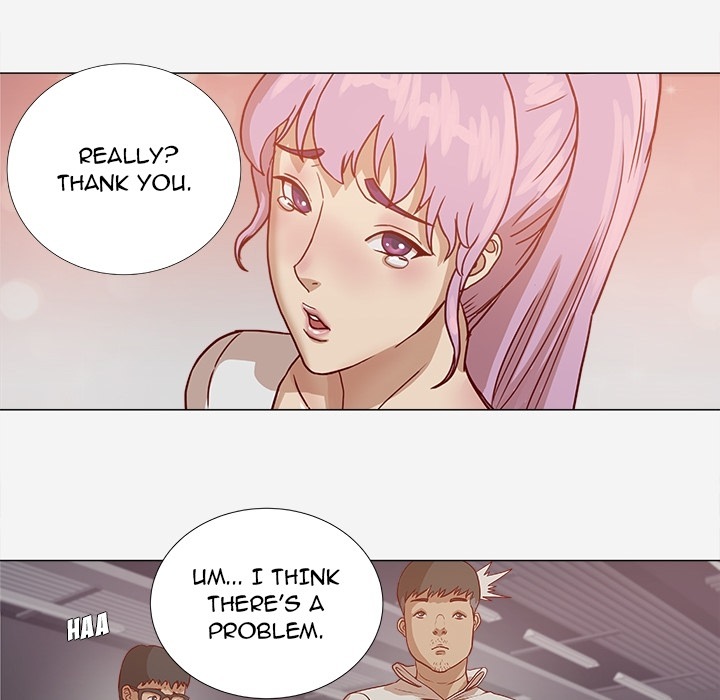 REALLY?
THANK YOU.
UM... I THINK
THERE'S A
PROBLEM.
HAA